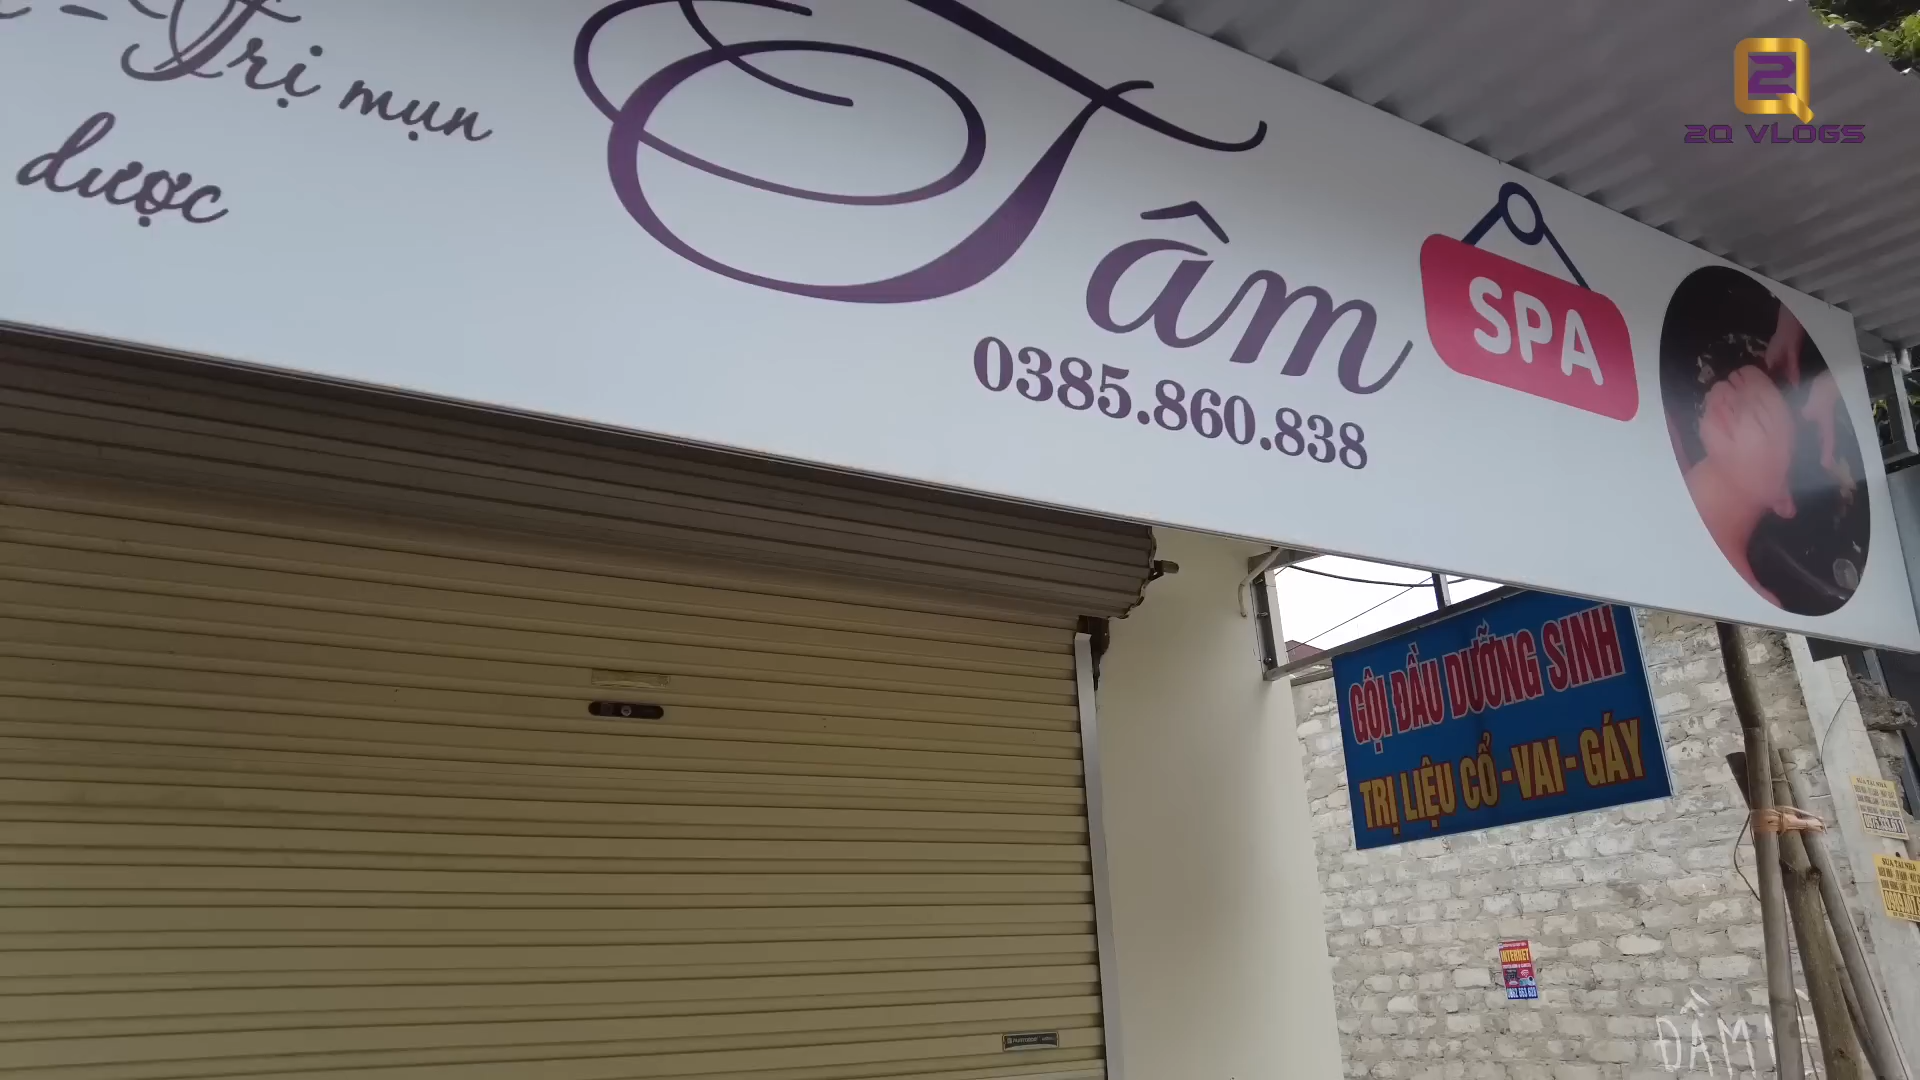 Trị mụn
dược
Tâm
SPA
0385.860.838
2Q VLOGS
GỘI ĐẦU DƯỠNG SINH
TRỊ LIỆU CỔ - VAI - GÁY
INTERNET
ĐẦM